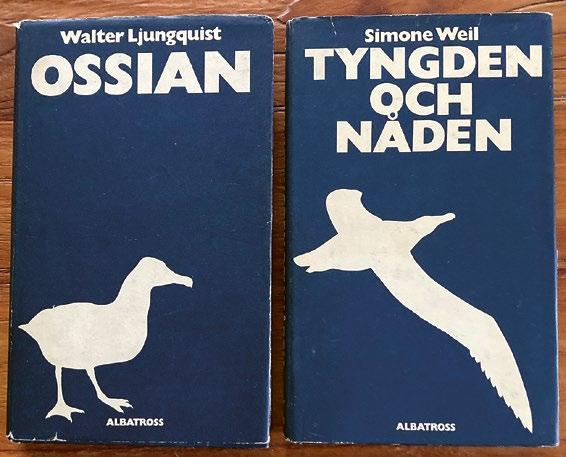 Walter Ljungquist
OSSIAN
ALBATROSS
Simone Weil
TYNGDEN
OCH
NÅDEN
ALBATROSS